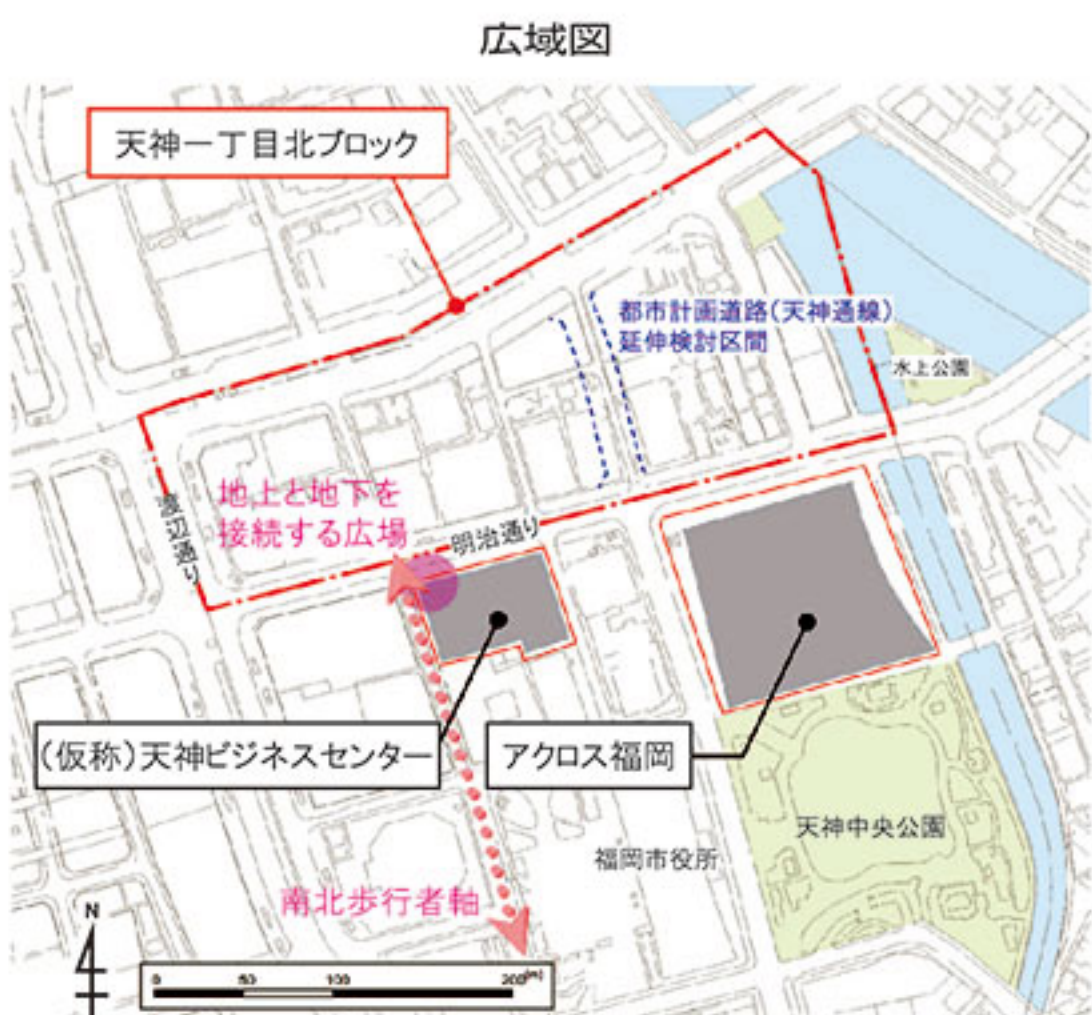 広域図
天神一丁目北ブロック
都市計画道路(天神通線)
延伸検討区間
水上公園
地上と地下を
接続する広場
渡辺通り
明治通り
(仮称)天神ビジネスセンター
アクロス福岡
天神中央公園
福岡市役所
南北歩行者軸
N
0 50 100 200(m)